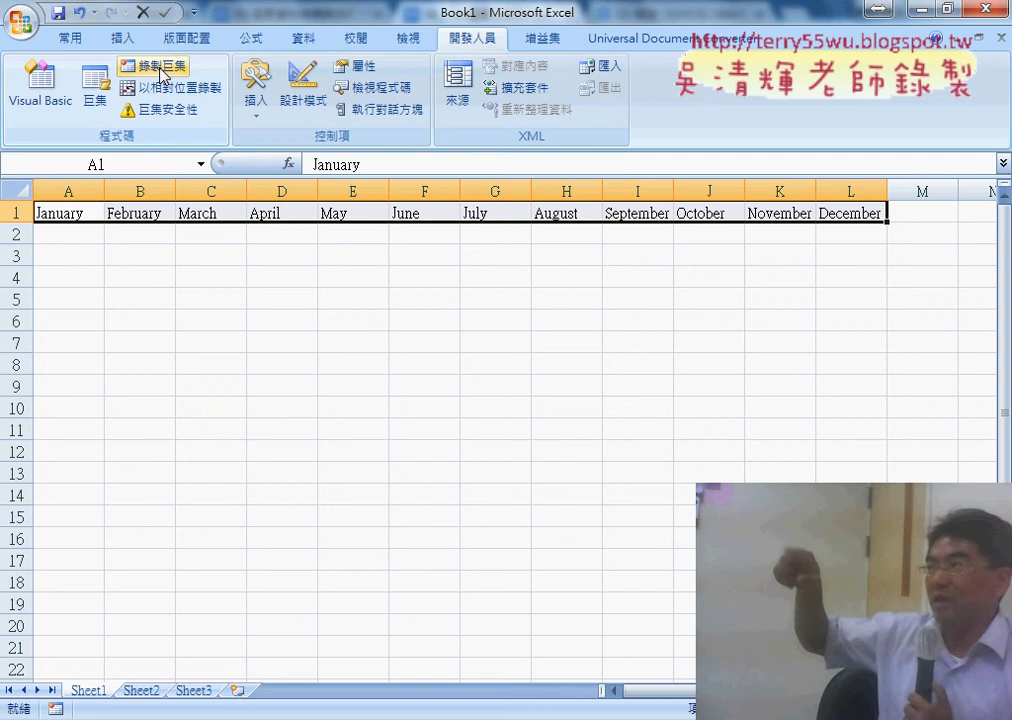 Book1 - Microsoft Excel
常用 插入 版面配置 公式 資料 校閱 檢視 開發人員 增益集 Universal Document Converter
http://terry55wu.blogspot.tw
吳清輝老師錄製
Visual Basic 巨集 錄製巨集 以相對位置錄製 巨集安全性
程式碼
插入 設計模式 屬性 檢視程式碼 執行對話方塊
控制項
來源 對應內容 擴充套件 重新整理資料 匯入 匯出
XML
A1 fx January
A B C D E F G H I J K L M N
1 January February March April May June July August September October November December
2
3
4
5
6
7
8
9
10
11
12
13
14
15
16
17
18
19
20
21
22
Sheet1 Sheet2 Sheet3
就緒